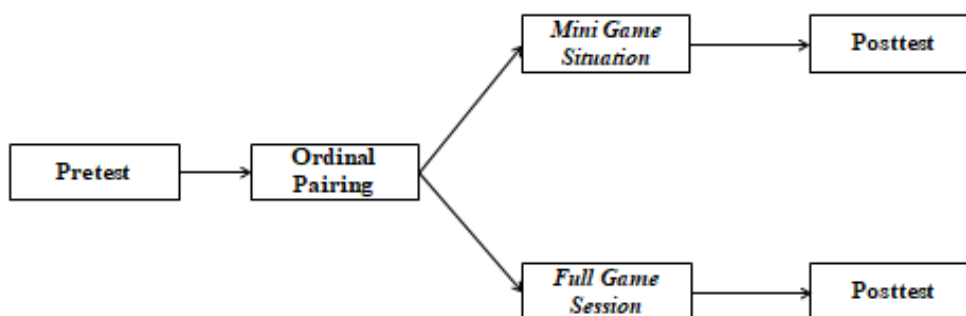 Mini Game
Situation
Posttest
Pretest
Ordinal
Pairing
Full Game
Session
Posttest